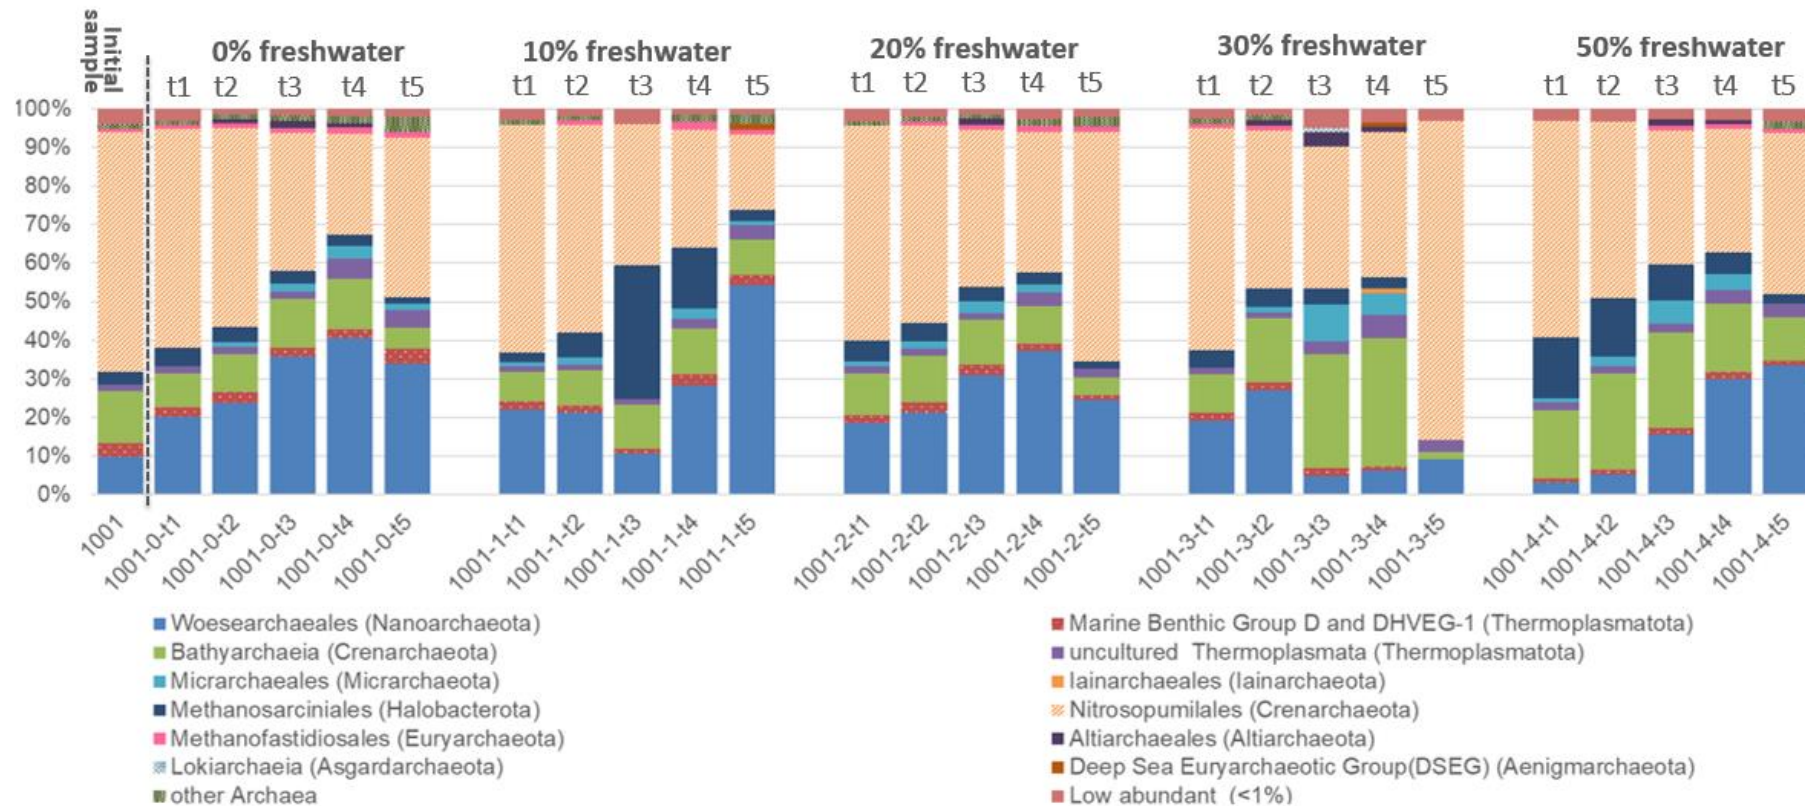 Initial
sample
0% freshwater
10% freshwater
20% freshwater
30% freshwater
50% freshwater
t1 t2 t3 t4 t5
t1 t2 t3 t4 t5
t1 t2 t3 t4 t5
t1 t2 t3 t4 t5
t1 t2 t3 t4 t5
100%
90%
80%
70%
60%
50%
40%
30%
20%
10%
0%
1001
1001-0-t1
1001-0-t2
1001-0-t3
1001-0-t4
1001-0-t5
1001-1-t1
1001-1-t2
1001-1-t3
1001-1-t4
1001-1-t5
1001-2-t1
1001-2-t2
1001-2-t3
1001-2-t4
1001-2-t5
1001-3-t1
1001-3-t2
1001-3-t3
1001-3-t4
1001-3-t5
1001-4-t1
1001-4-t2
1001-4-t3
1001-4-t4
1001-4-t5
Woesearchaeales (Nanoarchaeota)
Marine Benthic Group D and DHVEG-1 (Thermoplasmatota)
Bathyarchaeia (Crenarchaeota)
uncultured Thermoplasmata (Thermoplasmatota)
Micrarchaeales (Micrarchaeota)
Iainarchaeales (Iainarchaeota)
Methanosarciniales (Halobacterota)
Nitrosopumilales (Crenarchaeota)
Methanofastidiosales (Euryarchaeota)
Altiarchaeales (Altiarchaeota)
Lokiarchaeia (Asgardarchaeota)
Deep Sea Euryarchaeotic Group(DSEG) (Aenigmarchaeota)
other Archaea
Low abundant (<1%)